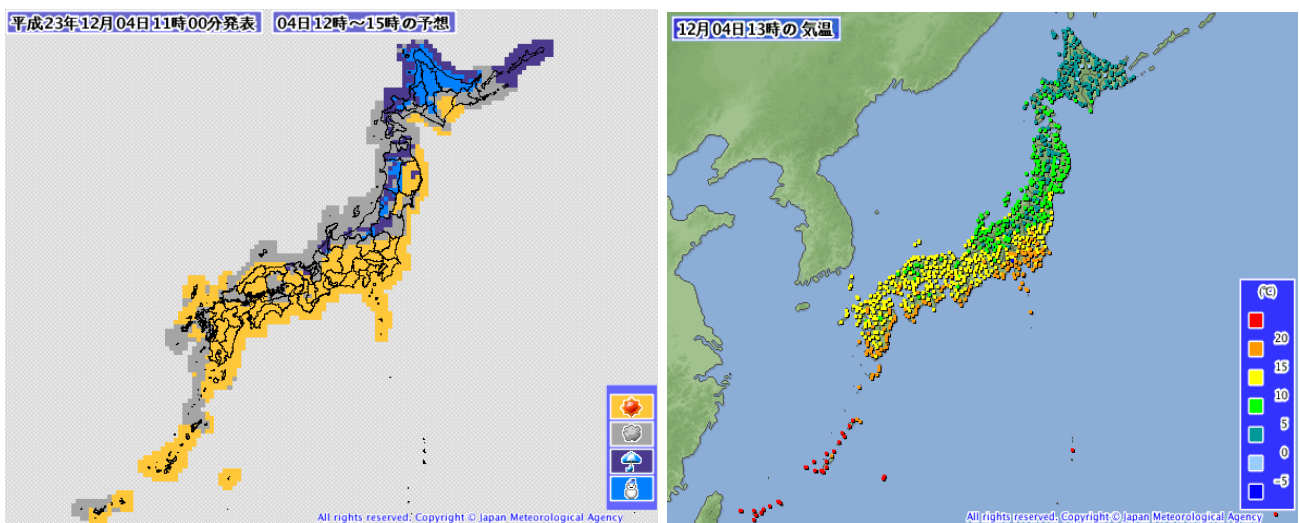 平成23年12月04日11時00分発表 04日12時～15時の予想
All rights reserved. Copyright © Japan Meteorological Agency
12月04日13時の 気温
(℃)
20
15
10
5
0
-5
All rights reserved. Copyright © Japan Meteorological Agency